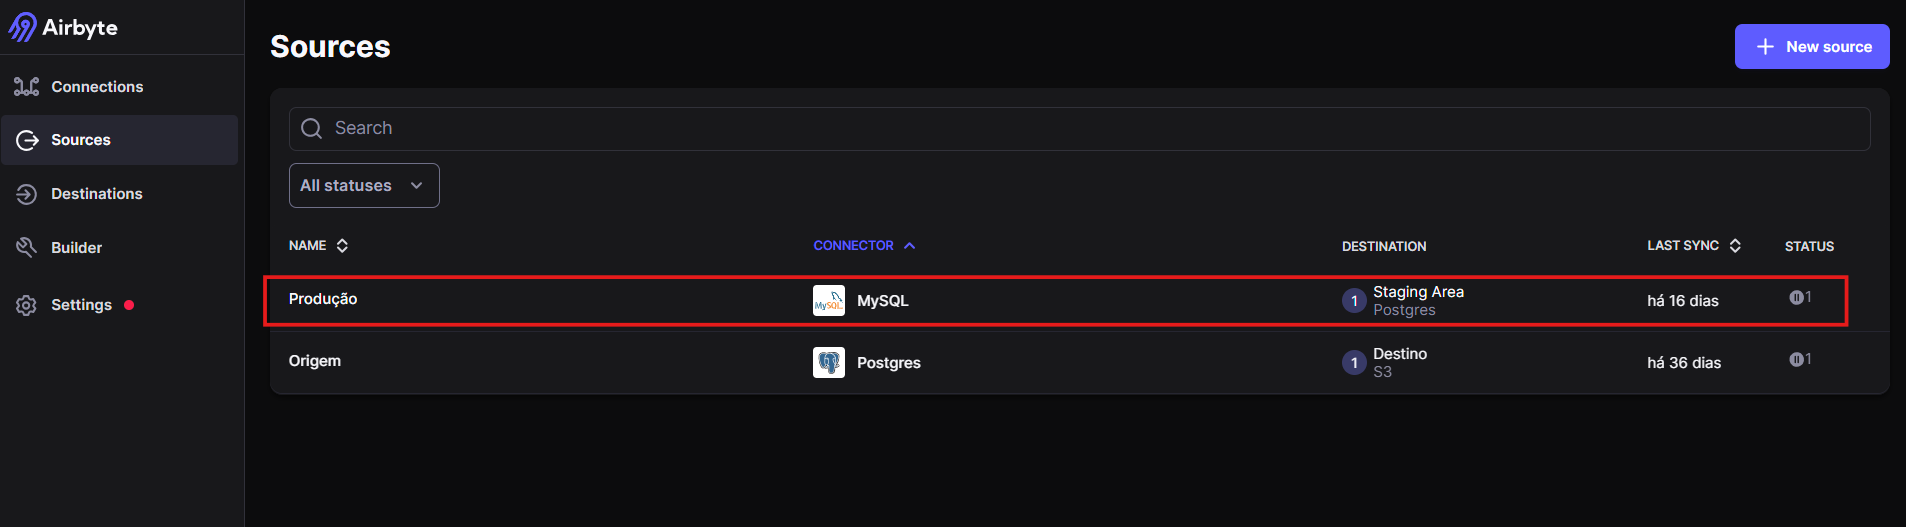 Airbyte
Connections
Sources
Destinations
Builder
Settings
Sources
+ New source
Search
All statuses
NAME CONNECTOR DESTINATION LAST SYNC STATUS
Produção MySQL MySQL 1 Staging Area Postgres há 16 dias 1
Origem Postgres 1 Destino S3 há 36 dias 1